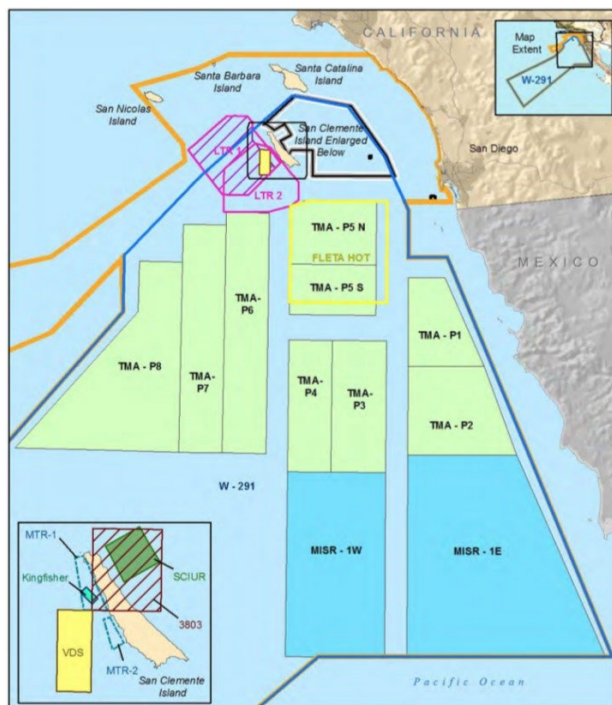 CALIFORNIA
Map
Extent
W-291
Santa Barbara
Island
Santa Catalina
Island
San Nicolas
Island
San Clemente
Island Enlarged
Below
San Diego
LTR 1
LTR 2
MEXICO
TMA - P5 N
FLETA HOT
TMA - P5 S
TMA-
P6
TMA - P8
TMA-
P7
TMA - P1
TMA-
P4
TMA-
P3
TMA - P2
W - 291
MISR - 1W
MISR - 1E
MTR-1
Kingfisher
SCIUR
3803
VDS
MTR-2
San Clemente
Island
Pacific Ocean